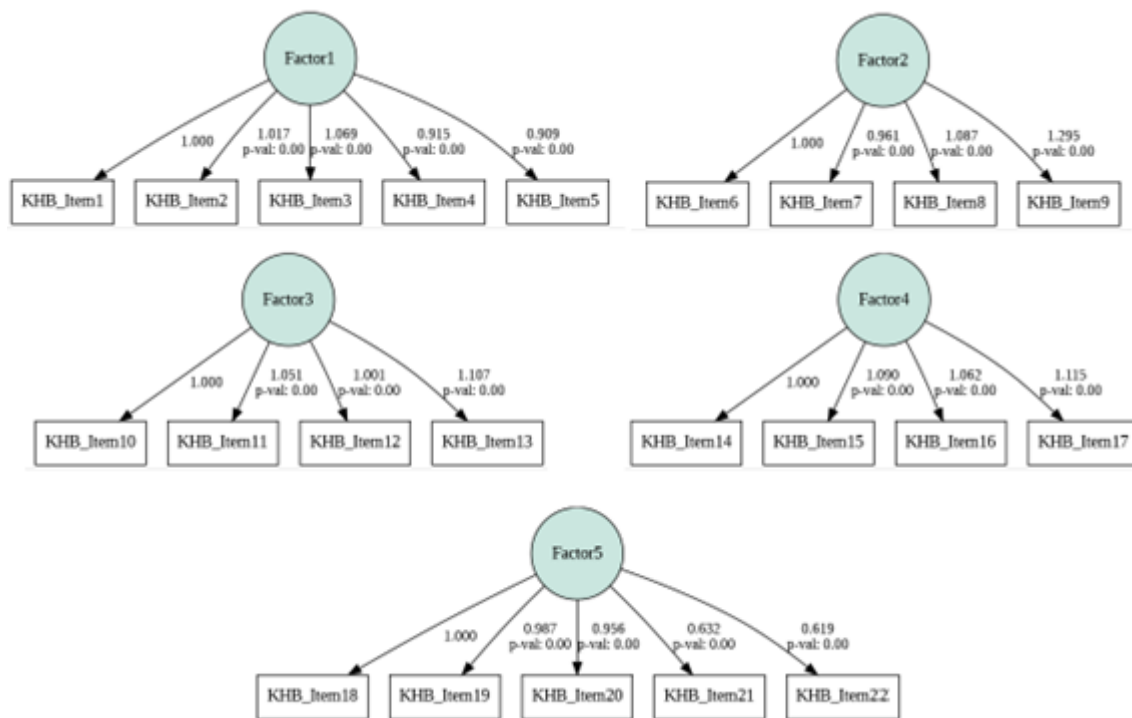 Factor1
1.000
1.017
p-val: 0.00
1.069
p-val: 0.00
0.915
p-val: 0.00
0.909
p-val: 0.00
KHB_Item1
KHB_Item2
KHB_Item3
KHB_Item4
KHB_Item5
Factor2
1.000
0.961
p-val: 0.00
1.087
p-val: 0.00
1.295
p-val: 0.00
KHB_Item6
KHB_Item7
KHB_Item8
KHB_Item9
Factor3
1.000
1.051
p-val: 0.00
1.001
p-val: 0.00
1.107
p-val: 0.00
KHB_Item10
KHB_Item11
KHB_Item12
KHB_Item13
Factor4
1.000
1.090
p-val: 0.00
1.062
p-val: 0.00
1.115
p-val: 0.00
KHB_Item14
KHB_Item15
KHB_Item16
KHB_Item17
Factor5
1.000
0.987
p-val: 0.00
0.956
p-val: 0.00
0.632
p-val: 0.00
0.619
p-val: 0.00
KHB_Item18
KHB_Item19
KHB_Item20
KHB_Item21
KHB_Item22